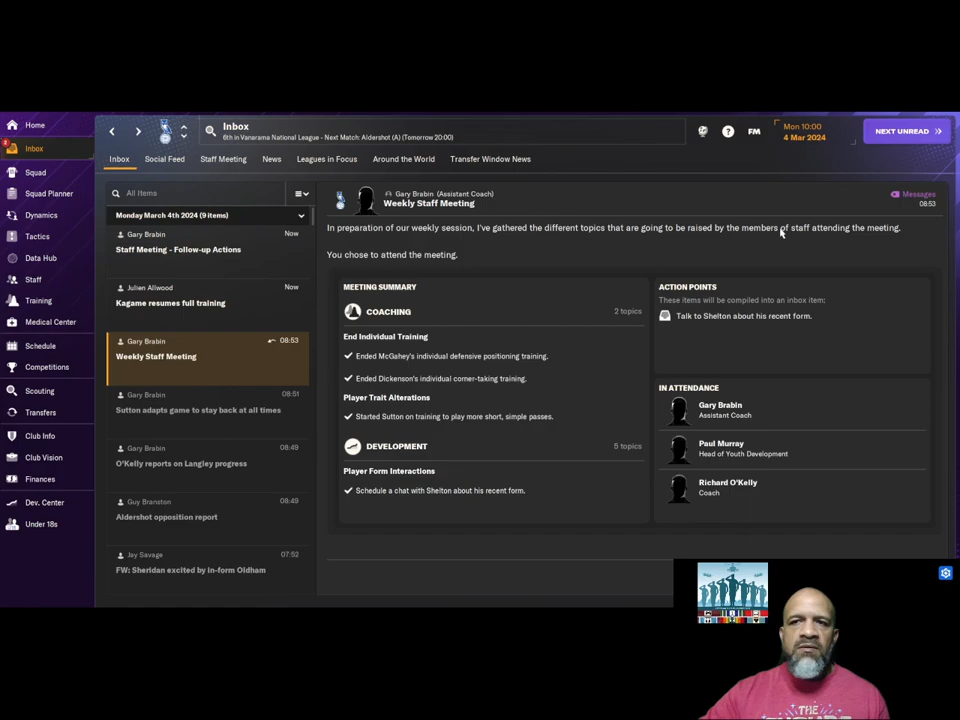 Home
Inbox
Squad
Squad Planner
Dynamics
Tactics
Data Hub
Staff
Training
Medical Center
Schedule
Competitions
Scouting
Transfers
Club Info
Club Vision
Finances
Dev. Center
Under 18s
Inbox
6th in Vanarama National League - Next Match: Aldershot (A) (Tomorrow 20:00)
FM
Mon 10:00
4 Mar 2024
NEXT UNREAD
Inbox Social Feed Staff Meeting News Leagues in Focus Around the World Transfer Window News
All Items
Monday March 4th 2024 (9 items)
Gary Brabin Now
Staff Meeting - Follow-up Actions
Julien Allwood Now
Kagame resumes full training
Gary Brabin 08:53
Weekly Staff Meeting
Gary Brabin 08:51
Sutton adapts game to stay back at all times
Gary Brabin 08:49
O'Kelly reports on Langley progress
Guy Branston 08:49
Aldershot opposition report
Jay Savage 07:52
FW: Sheridan excited by in-form Oldham
Gary Brabin (Assistant Coach)
Weekly Staff Meeting
Messages
08:53
In preparation of our weekly session, I've gathered the different topics that are going to be raised by the members of staff attending the meeting.
You chose to attend the meeting.
MEETING SUMMARY
COACHING 2 topics
End Individual Training
Ended McGahey's individual defensive positioning training.
Ended Dickenson's individual corner-taking training.
Player Trait Alterations
Started Sutton on training to play more short, simple passes.
DEVELOPMENT 5 topics
Player Form Interactions
Schedule a chat with Shelton about his recent form.
ACTION POINTS
These items will be compiled into an inbox item:
Talk to Shelton about his recent form.
IN ATTENDANCE
Gary Brabin
Assistant Coach
Paul Murray
Head of Youth Development
Richard O'Kelly
Coach
THE